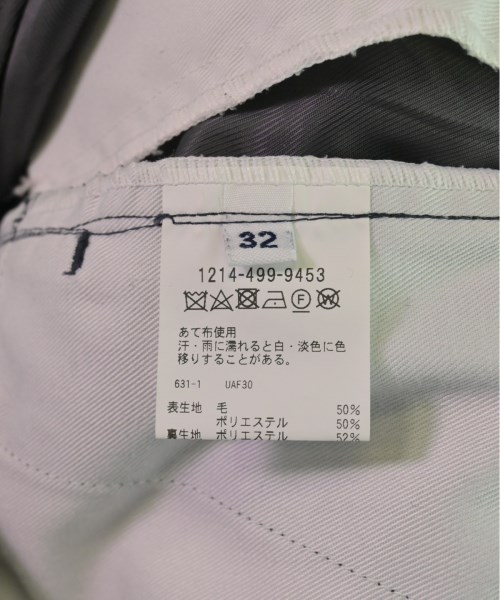 32
1214-499-9453
あて布使用
汗・雨に濡れると白・淡色に色
移りすることがある。
631-1 UAF30
表生地 毛 50%
ポリエステル 50%
裏生地 ポリエステル 52%